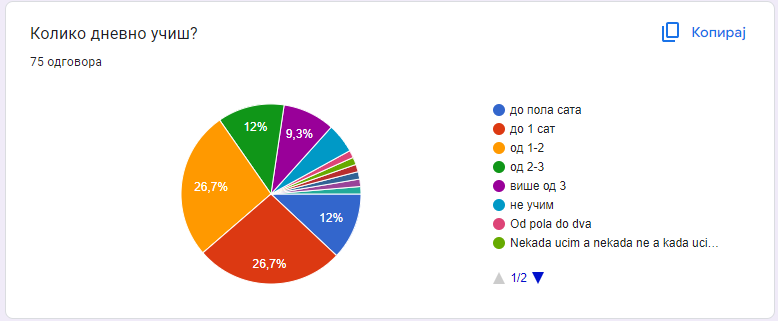 Колико дневно учиш?
Копирај
75 одговора
12%
9,3%
26,7%
12%
26,7%
до пола сата
до 1 сат
од 1-2
од 2-3
више од 3
не учим
Od pola do dva
Nekada ucim a nekada ne a kada uci…
1/2